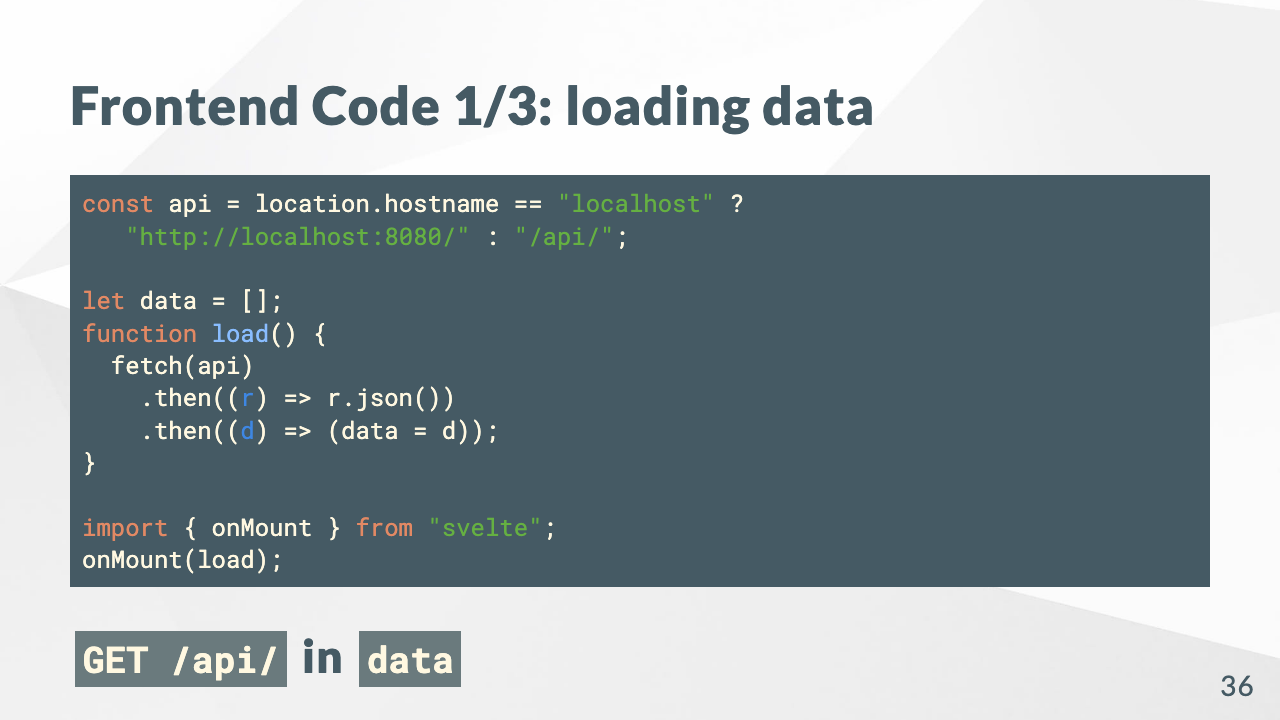 Frontend Code 1/3: loading data
const api = location.hostname == "localhost" ?
   "http://localhost:8080/" : "/api/";
let data = [];
function load() {
  fetch(api)
    .then((r) => r.json())
    .then((d) => (data = d));
}
import { onMount } from "svelte";
onMount(load);
GET /api/ in data
36